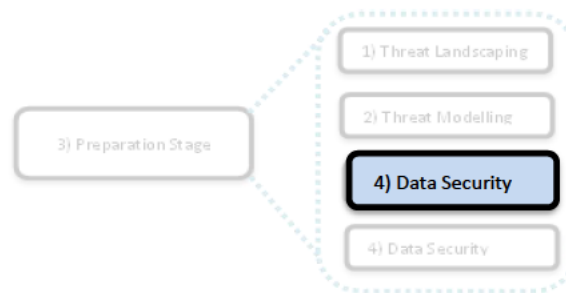 1) Threat Landscaping
2) Threat Modelling
3) Preparation Stage
4) Data Security
4) Data Security